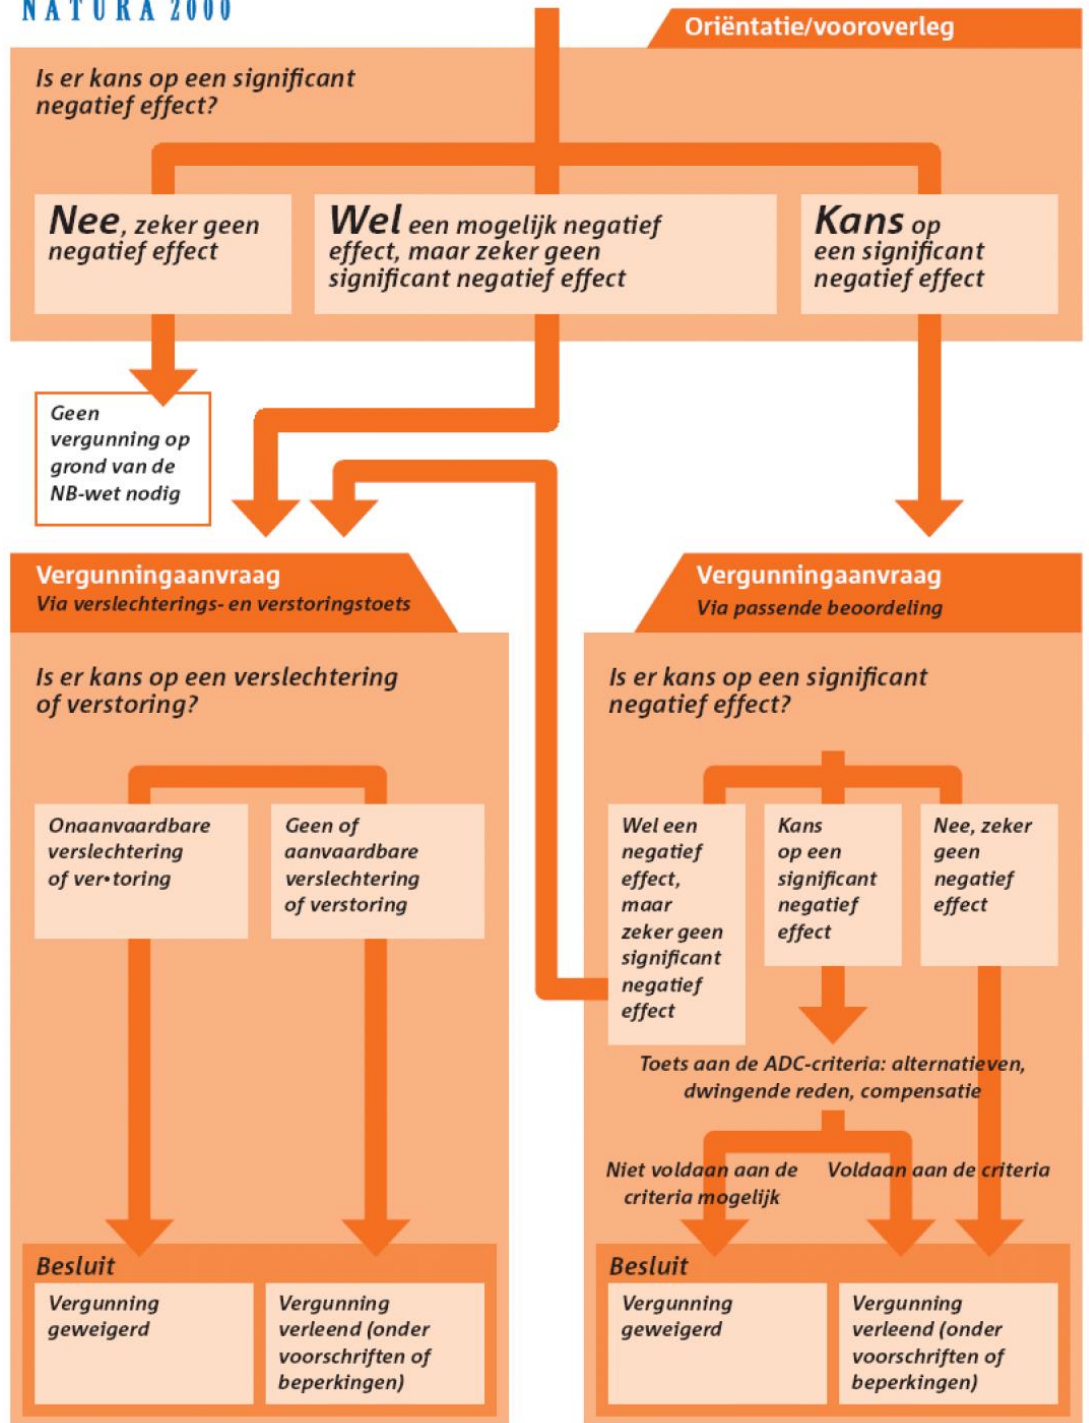 NATURA 2000
Oriëntatie/vooroverleg
Is er kans op een significant
negatief effect?
Nee, zeker geen
negatief effect
Wel een mogelijk negatief
effect, maar zeker geen
significant negatief effect
Kans op
een significant
negatief effect
Geen
vergunning op
grond van de
NB-wet nodig
Vergunningaanvraag
Via verslechterings- en verstoringstoets
Is er kans op een verslechtering
of verstoring?
Onaanvaardbare
verslechtering
of ver•toring
Geen of
aanvaardbare
verslechtering
of verstoring
Besluit
Vergunning
geweigerd
Vergunning
verleend (onder
voorschriften of
beperkingen)
Vergunningaanvraag
Via passende beoordeling
Is er kans op een significant
negatief effect?
Wel een
negatief
effect,
maar
zeker geen
significant
negatief
effect
Kans
op een
significant
negatief
effect
Nee, zeker
geen
negatief
effect
Toets aan de ADC-criteria: alternatieven,
dwingende reden, compensatie
Niet voldaan aan de
criteria mogelijk
Voldaan aan de criteria
Besluit
Vergunning
geweigerd
Vergunning
verleend (onder
voorschriften of
beperkingen)